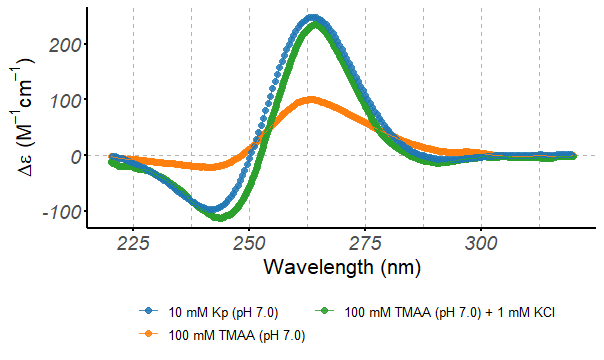 Δε (M⁻¹cm⁻¹)
200
100
0
-100
225 250 275 300
Wavelength (nm)
10 mM Kp (pH 7.0) 100 mM TMAA (pH 7.0) + 1 mM KCl
100 mM TMAA (pH 7.0)